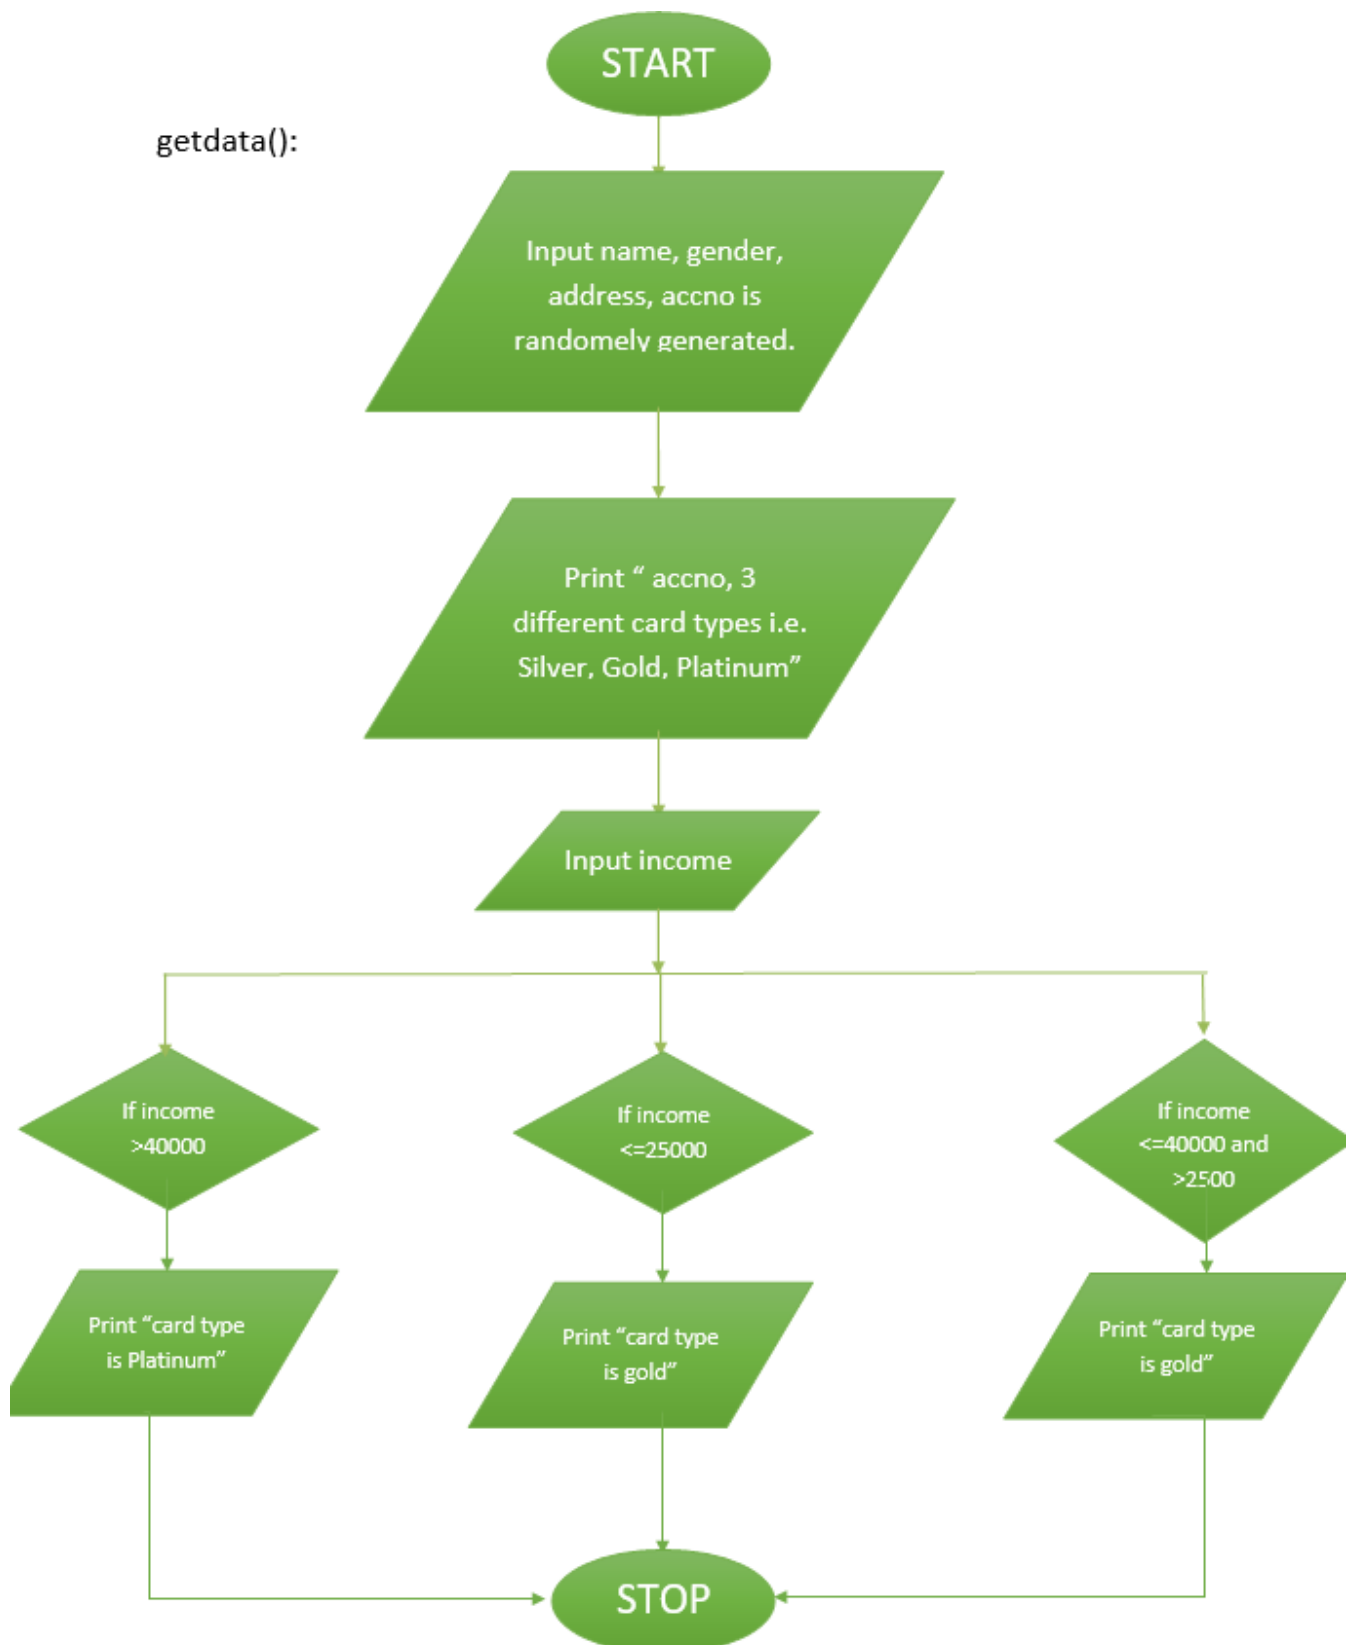 START
getdata():
Input name, gender,
address, accno is
randomely generated.
Print “ accno, 3
different card types i.e.
Silver, Gold, Platinum”
Input income
If income
>40000
If income
<=25000
If income
<=40000 and
>2500
Print “card type
is Platinum”
Print “card type
is gold”
Print “card type
is gold”
STOP